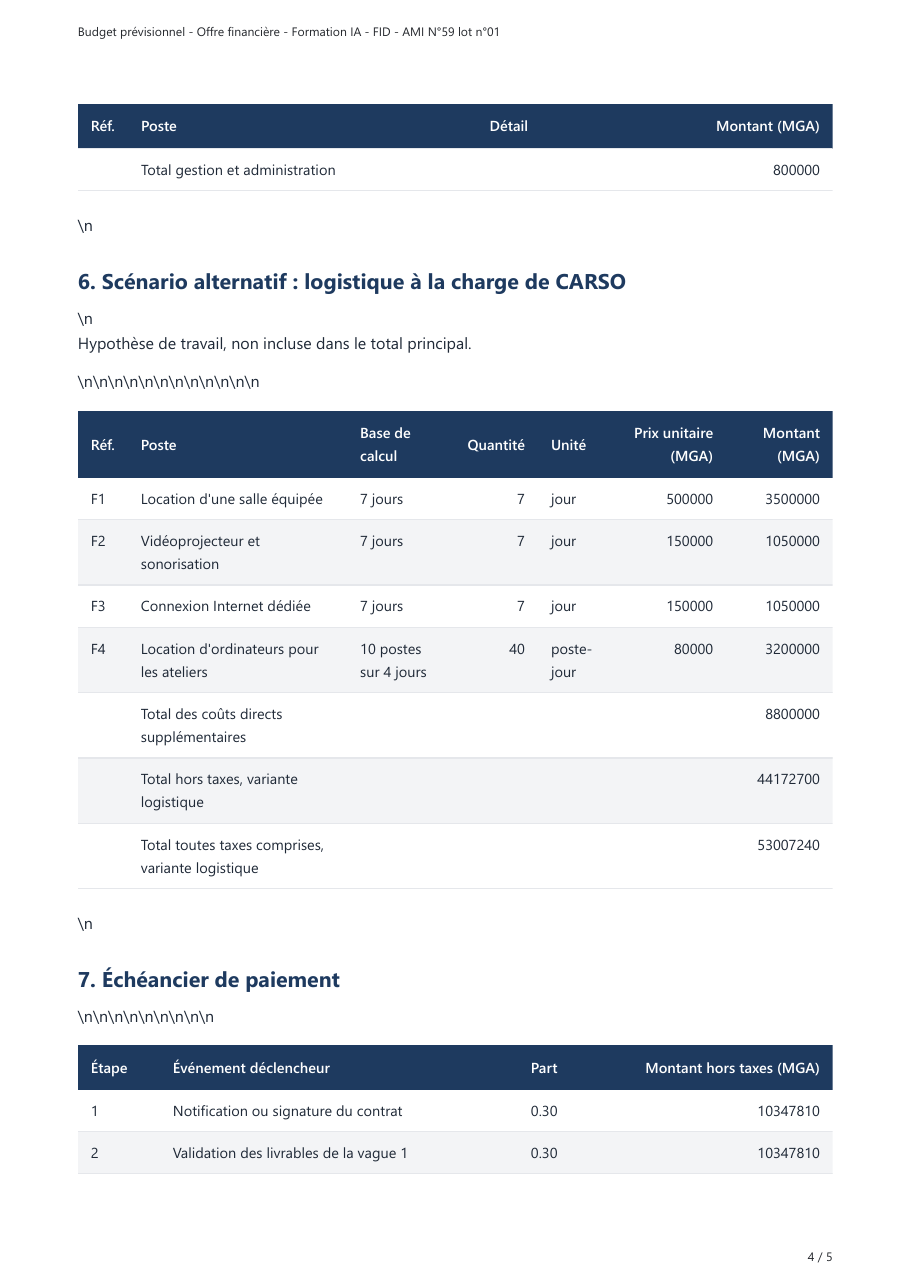 Budget prévisionnel - Offre financière - Formation IA - FID - AMI N°59 lot n°01
Réf. Poste Détail Montant (MGA)
Total gestion et administration 800000
\n
6. Scénario alternatif : logistique à la charge de CARSO
\n
Hypothèse de travail, non incluse dans le total principal.
\n\n\n\n\n\n\n\n\n\n\n\n
Réf. Poste Base de calcul Quantité Unité Prix unitaire (MGA) Montant (MGA)
F1 Location d'une salle équipée 7 jours 7 jour 500000 3500000
F2 Vidéoprojecteur et sonorisation 7 jours 7 jour 150000 1050000
F3 Connexion Internet dédiée 7 jours 7 jour 150000 1050000
F4 Location d'ordinateurs pour les ateliers 10 postes sur 4 jours 40 poste-jour 80000 3200000
Total des coûts directs supplémentaires 8800000
Total hors taxes, variante logistique 44172700
Total toutes taxes comprises, variante logistique 53007240
\n
7. Échéancier de paiement
\n\n\n\n\n\n\n\n\n
Étape Événement déclencheur Part Montant hors taxes (MGA)
1 Notification ou signature du contrat 0.30 10347810
2 Validation des livrables de la vague 1 0.30 10347810
4 / 5